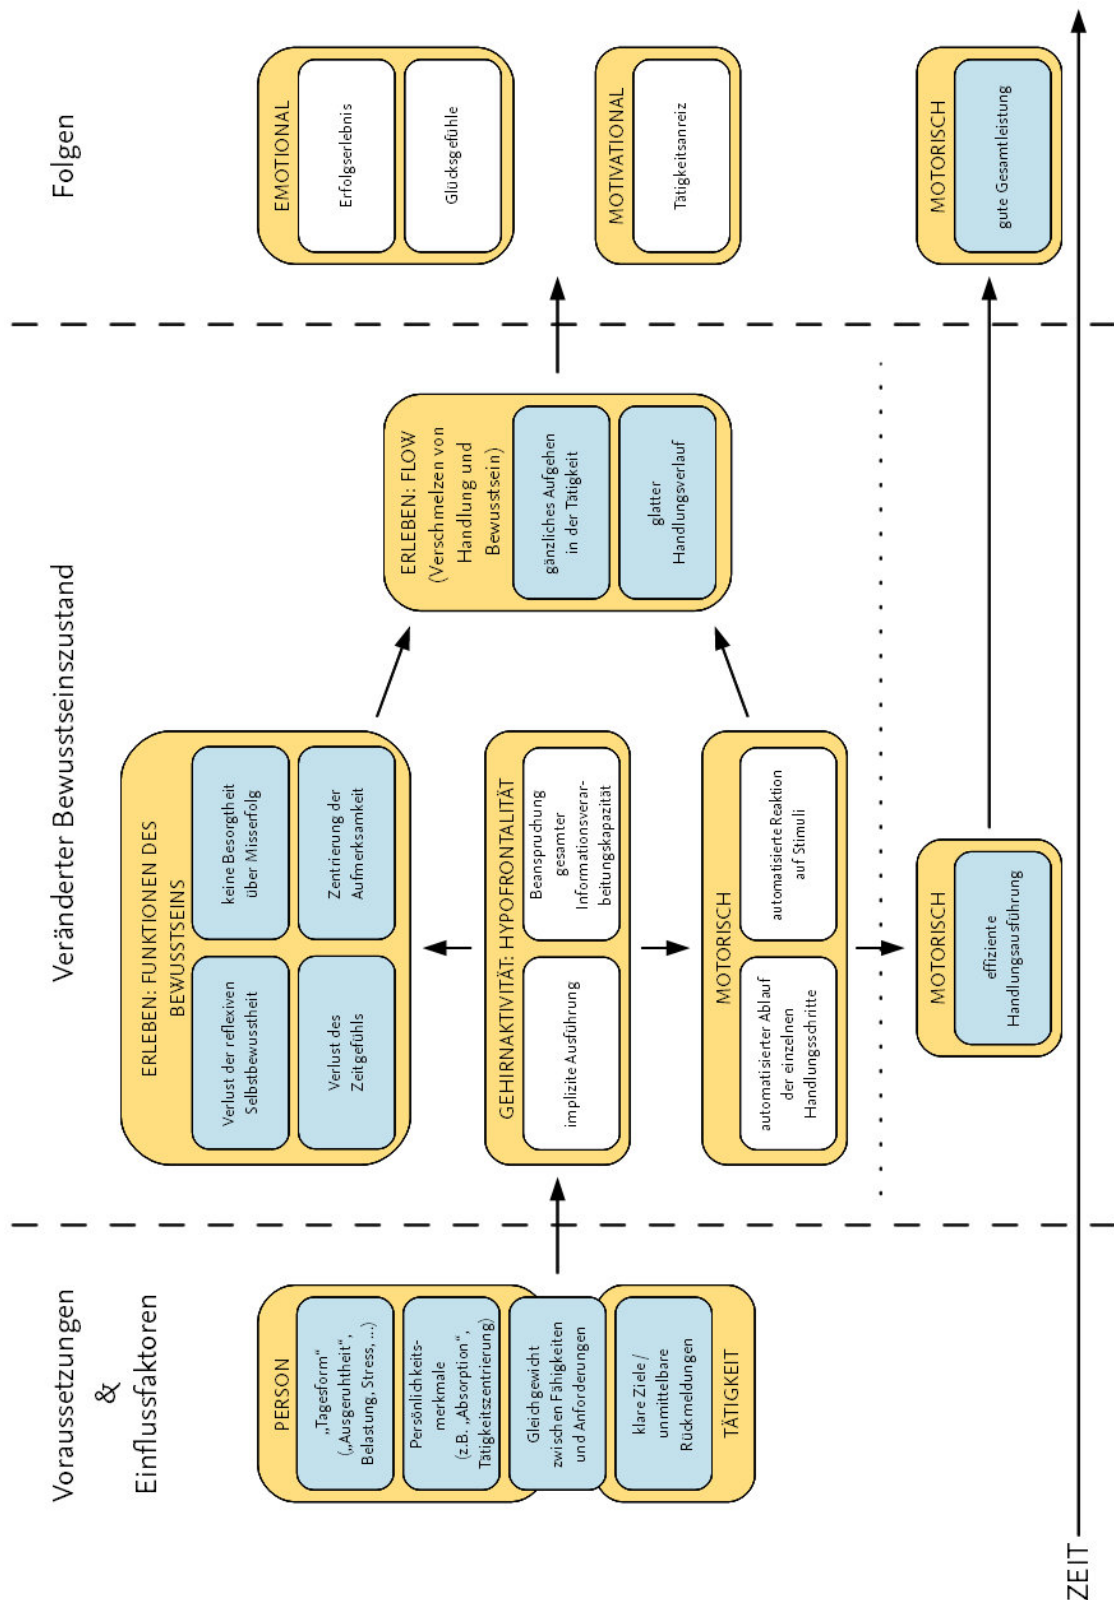 Voraussetzungen
&
Einflussfaktoren
Veränderter Bewusstseinszustand
Folgen
PERSON
„Tagesform“
(„Ausgeruhtheit“,
Belastung, Stress, ...)
Persönlichkeits-
merkmale
(z.B. „Absorption“,
Tätigkeitszentrierung)
Gleichgewicht
zwischen Fähigkeiten
und Anforderungen
klare Ziele /
unmittelbare
Rückmeldungen
TÄTIGKEIT
ERLEBEN: FUNKTIONEN DES
BEWUSSTSEINS
Verlust der reflexiven
Selbstbewusstheit
keine Besorgtheit
über Misserfolg
Verlust des
Zeitgefühls
Zentrierung der
Aufmerksamkeit
GEHIRNAKTIVITÄT: HYPOFRONTALITÄT
implizite Ausführung
Beanspruchung
gesamter
Informationsverar-
beitungskapazität
MOTORISCH
automatisierter Ablauf
der einzelnen
Handlungsschritte
automatisierte Reaktion
auf Stimuli
MOTORISCH
effiziente
Handlungsausführung
ERLEBEN: FLOW
(Verschmelzen von
Handlung und
Bewusstsein)
gänzliches Aufgehen
in der Tätigkeit
glatter
Handlungsverlauf
EMOTIONAL
Erfolgserlebnis
Glücksgefühle
MOTIVATIONAL
Tätigkeitsanreiz
MOTORISCH
gute Gesamtleistung
ZEIT